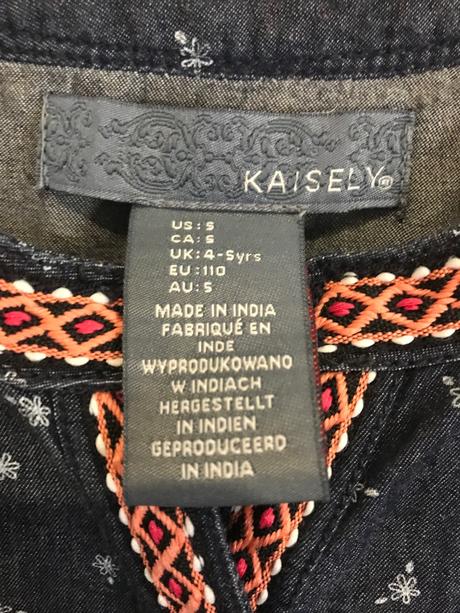 KAISELY
US: 5
CA: 5
UK: 4-5yrs
EU: 110
AU: 5
MADE IN INDIA
FABRIQUÉ EN
INDE
WYPRODUKOWANO
W INDIACH
HERGESTELLT
IN INDIEN
GEPRODUCEERD
IN INDIA